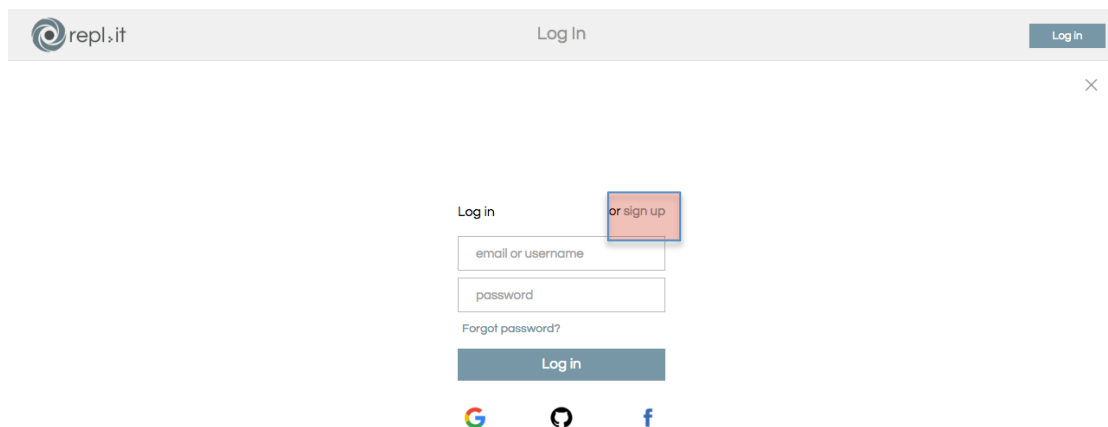 repl.it
Log In
Log in
Log in
or sign up
email or username
password
Forgot password?
Log in